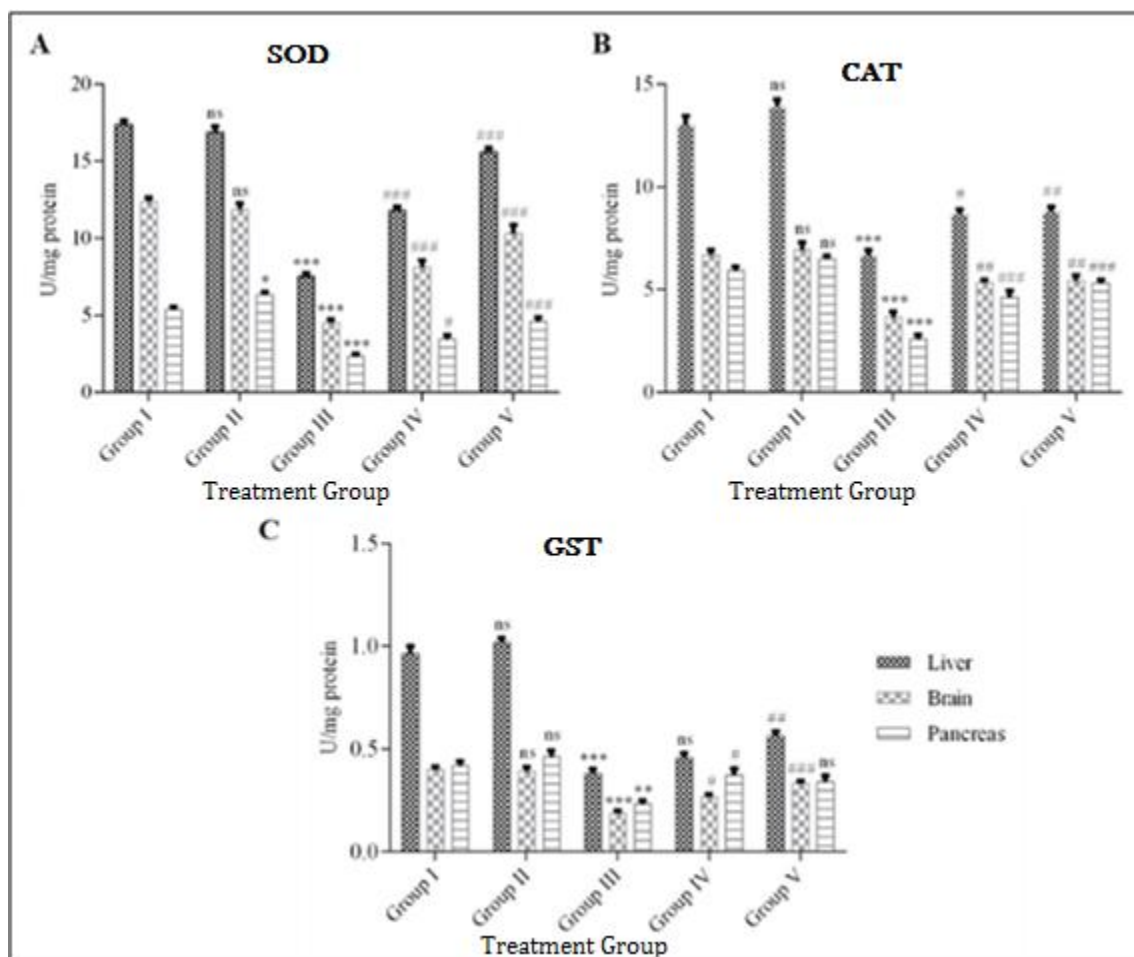 A
SOD
20
15
10
5
0
U/mg protein
ns
ns
*
***
***
***
###
###
#
###
###
###
Group I
Group II
Group III
Group IV
Group V
Treatment Group
B
CAT
15
10
5
0
U/mg protein
ns
ns
ns
***
***
***
#
##
###
##
##
###
Group I
Group II
Group III
Group IV
Group V
Treatment Group
C
GST
1.5
1.0
0.5
0.0
U/mg protein
ns
ns
ns
***
***
**
ns
#
#
##
###
ns
Group I
Group II
Group III
Group IV
Group V
Treatment Group
Liver
Brain
Pancreas